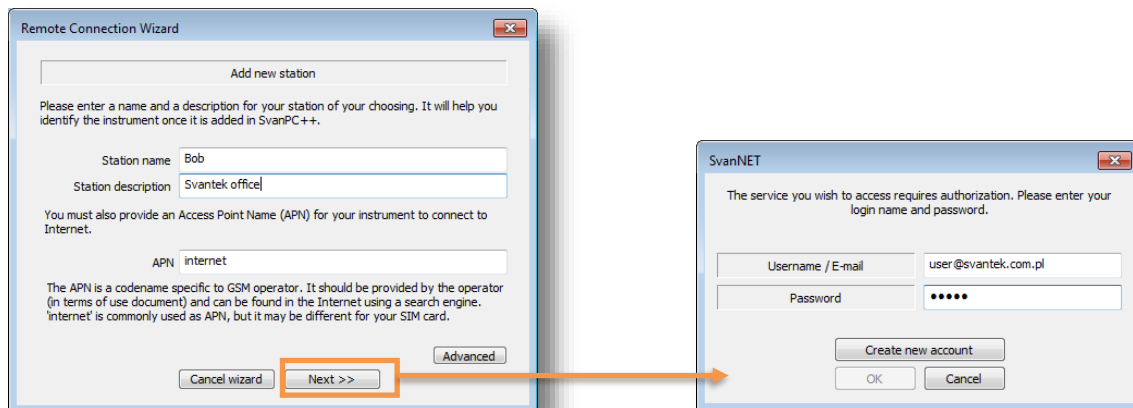 Remote Connection Wizard
Add new station
Please enter a name and a description for your station of your choosing. It will help you
identify the instrument once it is added in SvanPC++.
Station name Bob
Station description Svantek office
You must also provide an Access Point Name (APN) for your instrument to connect to
Internet.
APN internet
The APN is a codename specific to GSM operator. It should be provided by the operator
(in terms of use document) and can be found in the Internet using a search engine.
'internet' is commonly used as APN, but it may be different for your SIM card.
Advanced
Cancel wizard Next >>
SvanNET
The service you wish to access requires authorization. Please enter your
login name and password.
Username / E-mail user@svantek.com.pl
Password •••••
Create new account
OK Cancel